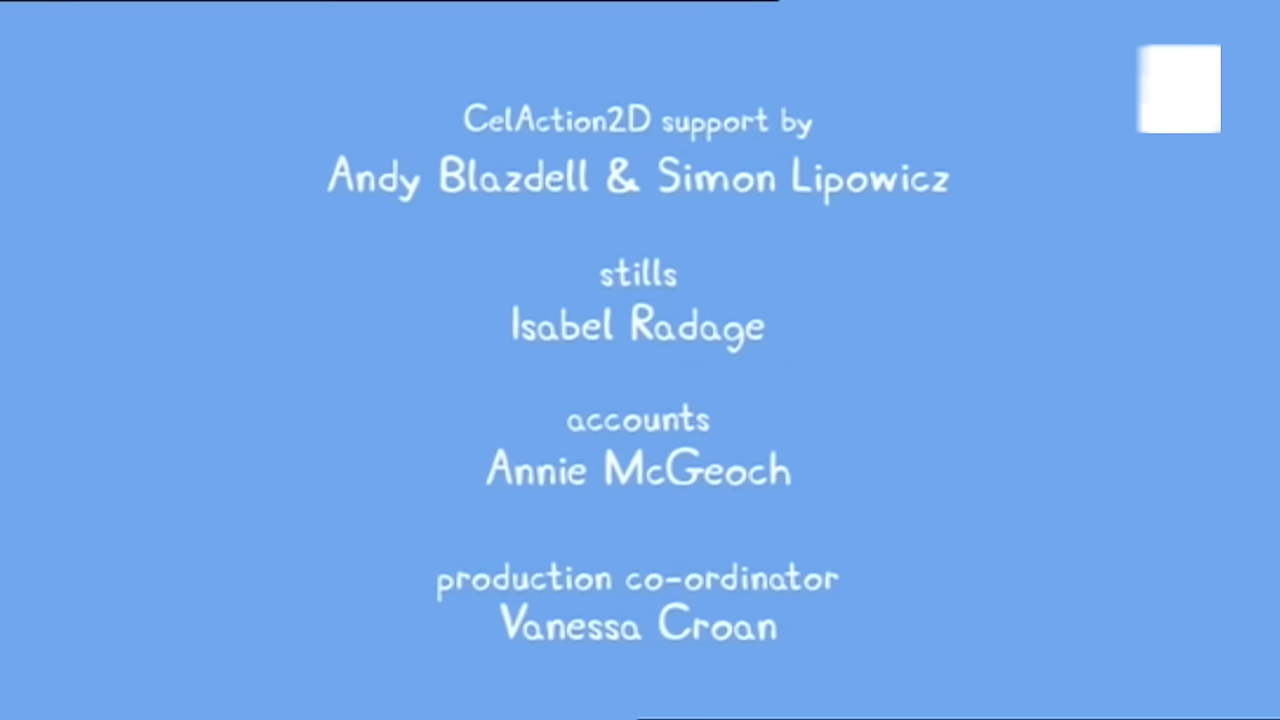 CelAction2D support by
Andy Blazdell & Simon Lipowicz
stills
Isabel Radage
accounts
Annie McGeoch
production co-ordinator
Vanessa Croan